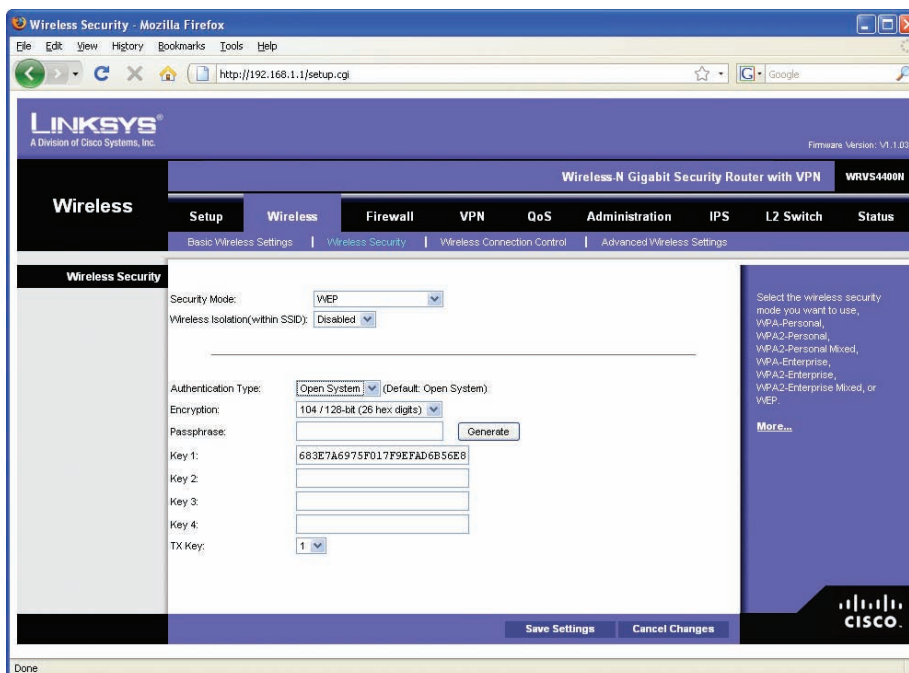 Wireless Security - Mozilla Firefox
File Edit View History Bookmarks Tools Help
http://192.168.1.1/setup.cgi
G Google
LINKSYS®
A Division of Cisco Systems, Inc.
Firmware Version: V1.1.03
Wireless-N Gigabit Security Router with VPN WRVS4400N
Wireless
Setup Wireless Firewall VPN QoS Administration IPS L2 Switch Status
Basic Wireless Settings | Wireless Security | Wireless Connection Control | Advanced Wireless Settings
Wireless Security
Security Mode: WEP
Wireless Isolation(within SSID): Disabled
Authentication Type: Open System (Default: Open System)
Encryption: 104 / 128-bit (26 hex digits)
Passphrase: Generate
Key 1: 683E7A6975F017F9EFAD6B56E8
Key 2:
Key 3:
Key 4:
TX Key: 1
Select the wireless security
mode you want to use,
WPA-Personal,
WPA2-Personal,
WPA2-Personal Mixed,
WPA-Enterprise,
WPA2-Enterprise,
WPA2-Enterprise Mixed, or
WEP.
More...
Save Settings Cancel Changes
CISCO.
Done